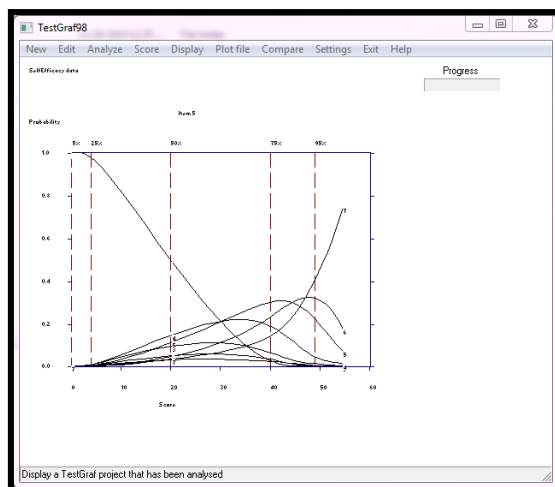 TestGraf98
New Edit Analyze Score Display Plot file Compare Settings Exit Help
SelfEfficacy data
Progress
Item 5
Probability
5% 25% 50% 75% 95%
1.0
0.8
0.6
0.4
0.2
0.0
7
6
5
0 10 20 30 40 50 60
Score
Display a TestGraf project that has been analysed